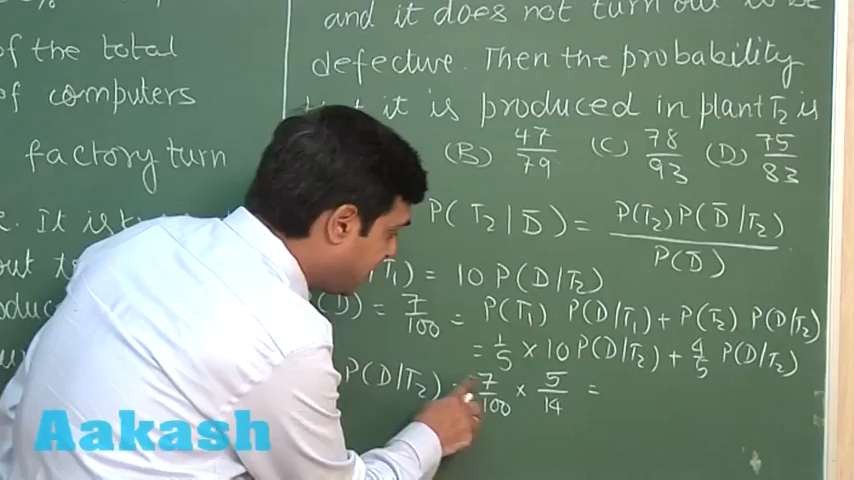 of the total
of computers
factory turn
It is
and it does not turn out to be
defective. Then the probability
it is produced in plant T₂ is
(B) 47/79 (C) 78/93 (D) 75/83
P(T₂|D̄) = P(T₂)P(D̄|T₂)/P(D̄)
T₁) = 10 P(D|T₂)
(D) = 7/100 = P(T₁) P(D|T₁) + P(T₂) P(D|T₂)
= 1/5 × 10 P(D|T₂) + 4/5 P(D|T₂)
P(D|T₂) = 7/100 × 5/14 =
Aakash